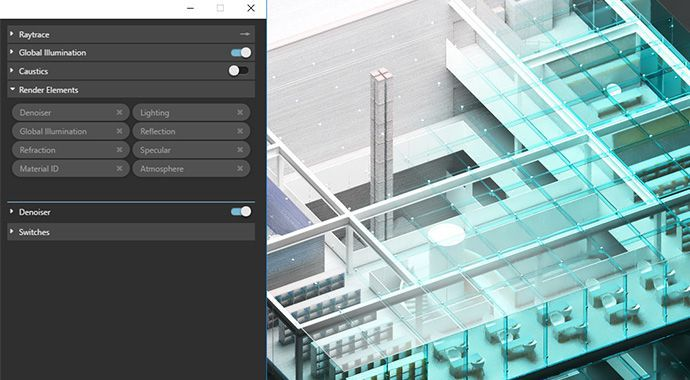 Raytrace
Global Illumination
Caustics
Render Elements
Denoiser Lighting
Global Illumination Reflection
Refraction Specular
Material ID Atmosphere
Denoiser
Switches